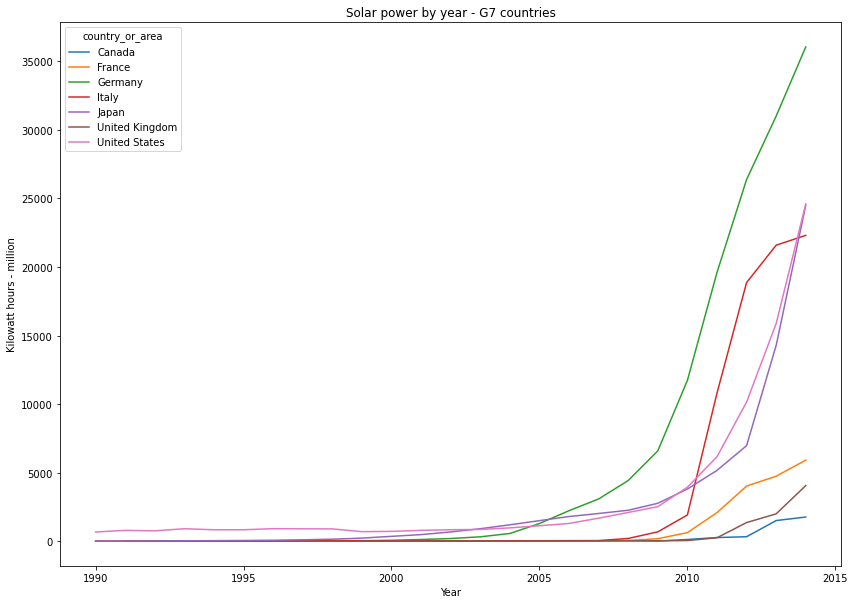 Solar power by year - G7 countries
country_or_area
Canada
France
Germany
Italy
Japan
United Kingdom
United States
35000
30000
25000
20000
15000
10000
5000
0
Kilowatt hours - million
1990
1995
2000
2005
2010
2015
Year